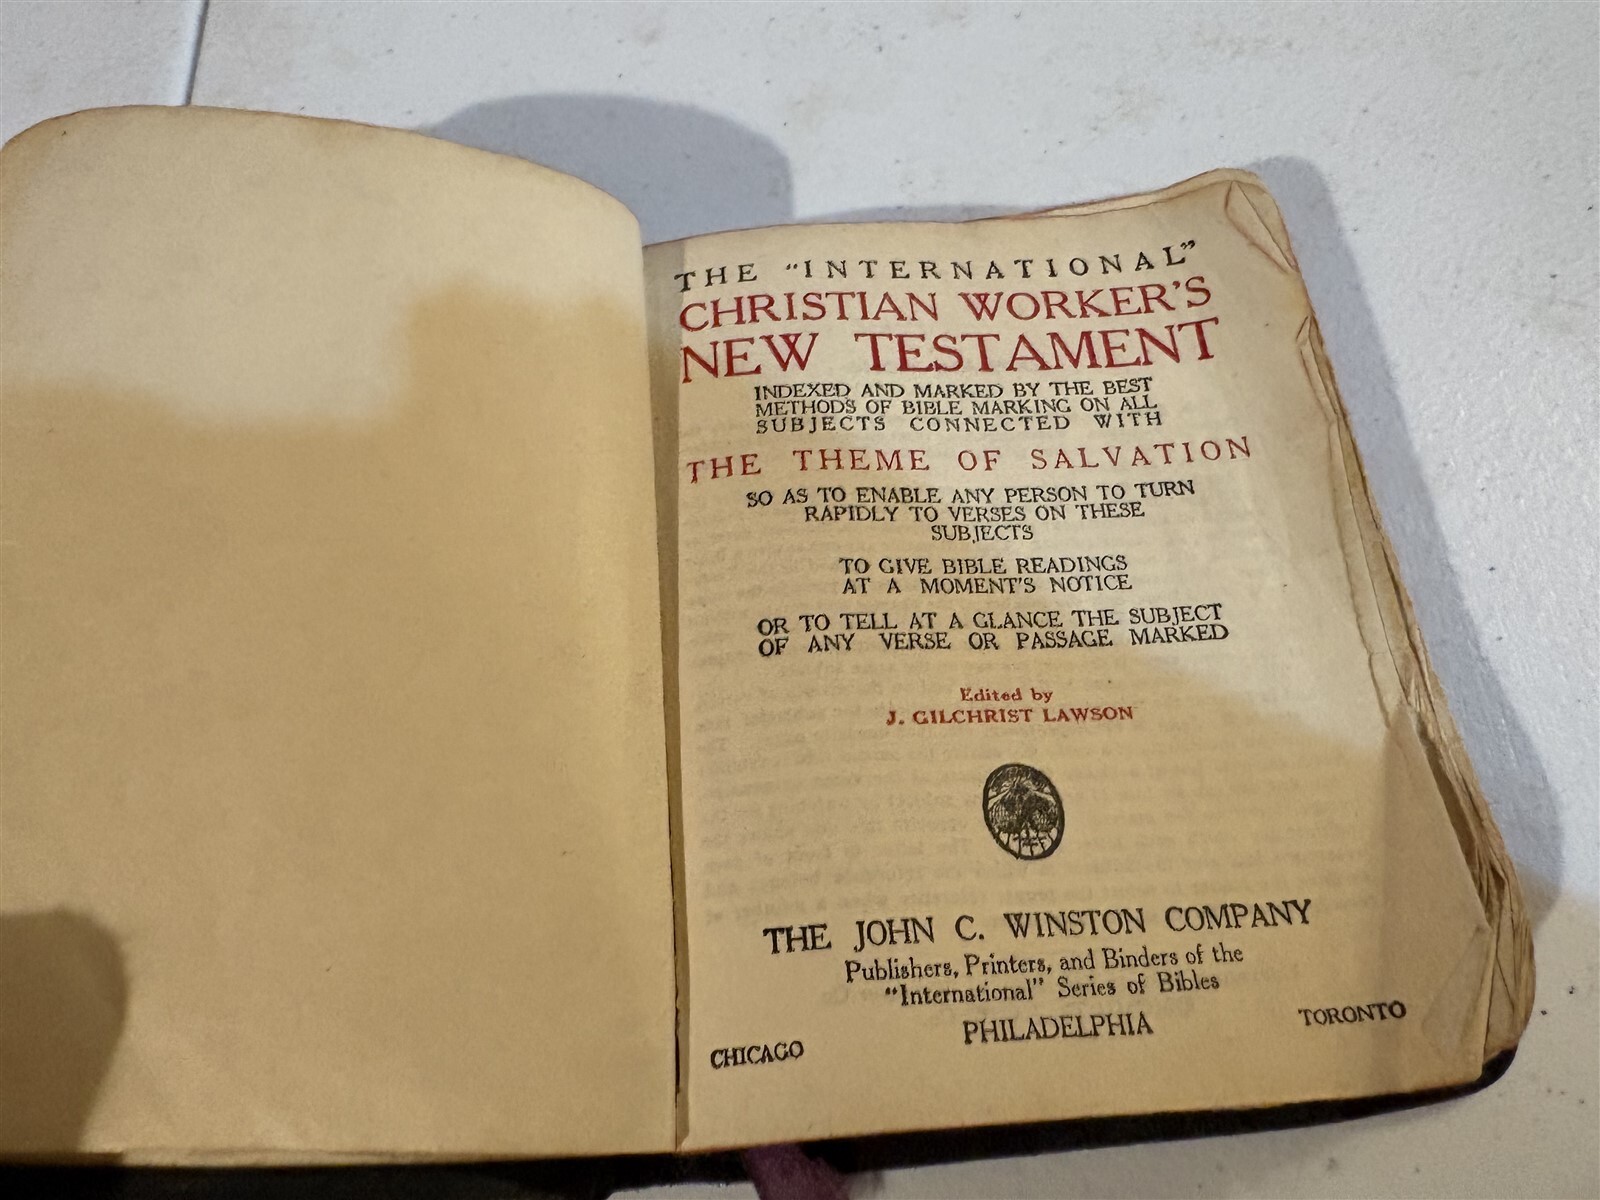 THE "INTERNATIONAL"
CHRISTIAN WORKER'S
NEW TESTAMENT
INDEXED AND MARKED BY THE BEST
METHODS OF BIBLE MARKING ON ALL
SUBJECTS CONNECTED WITH
THE THEME OF SALVATION
SO AS TO ENABLE ANY PERSON TO TURN
RAPIDLY TO VERSES ON THESE
SUBJECTS
TO GIVE BIBLE READINGS
AT A MOMENT'S NOTICE
OR TO TELL AT A GLANCE THE SUBJECT
OF ANY VERSE OR PASSAGE MARKED
Edited by
J. GILCHRIST LAWSON
THE JOHN C. WINSTON COMPANY
Publishers, Printers, and Binders of the
"International" Series of Bibles
CHICAGO PHILADELPHIA TORONTO